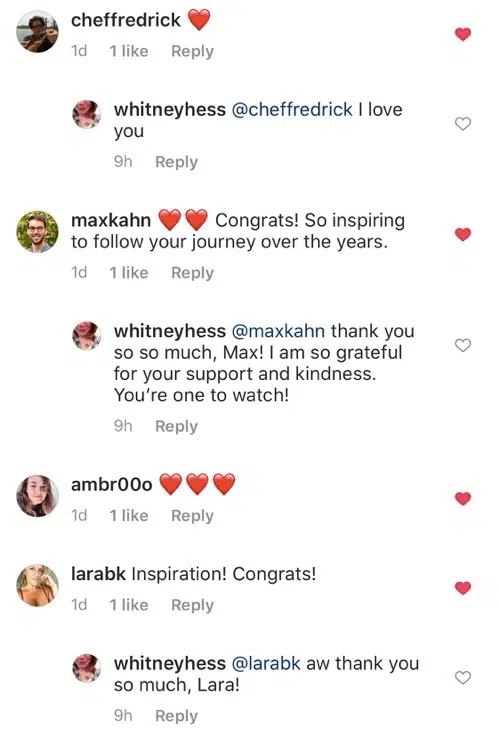 cheffredrick ❤️
1d 1 like Reply
whitneyhess @cheffredrick I love
you
9h Reply
maxkahn ❤️❤️ Congrats! So inspiring
to follow your journey over the years.
1d 1 like Reply
whitneyhess @maxkahn thank you
so so much, Max! I am so grateful
for your support and kindness.
You’re one to watch!
9h Reply
ambr00o ❤️❤️❤️
1d 1 like Reply
larabk Inspiration! Congrats!
1d 1 like Reply
whitneyhess @larabk aw thank you
so much, Lara!
9h Reply